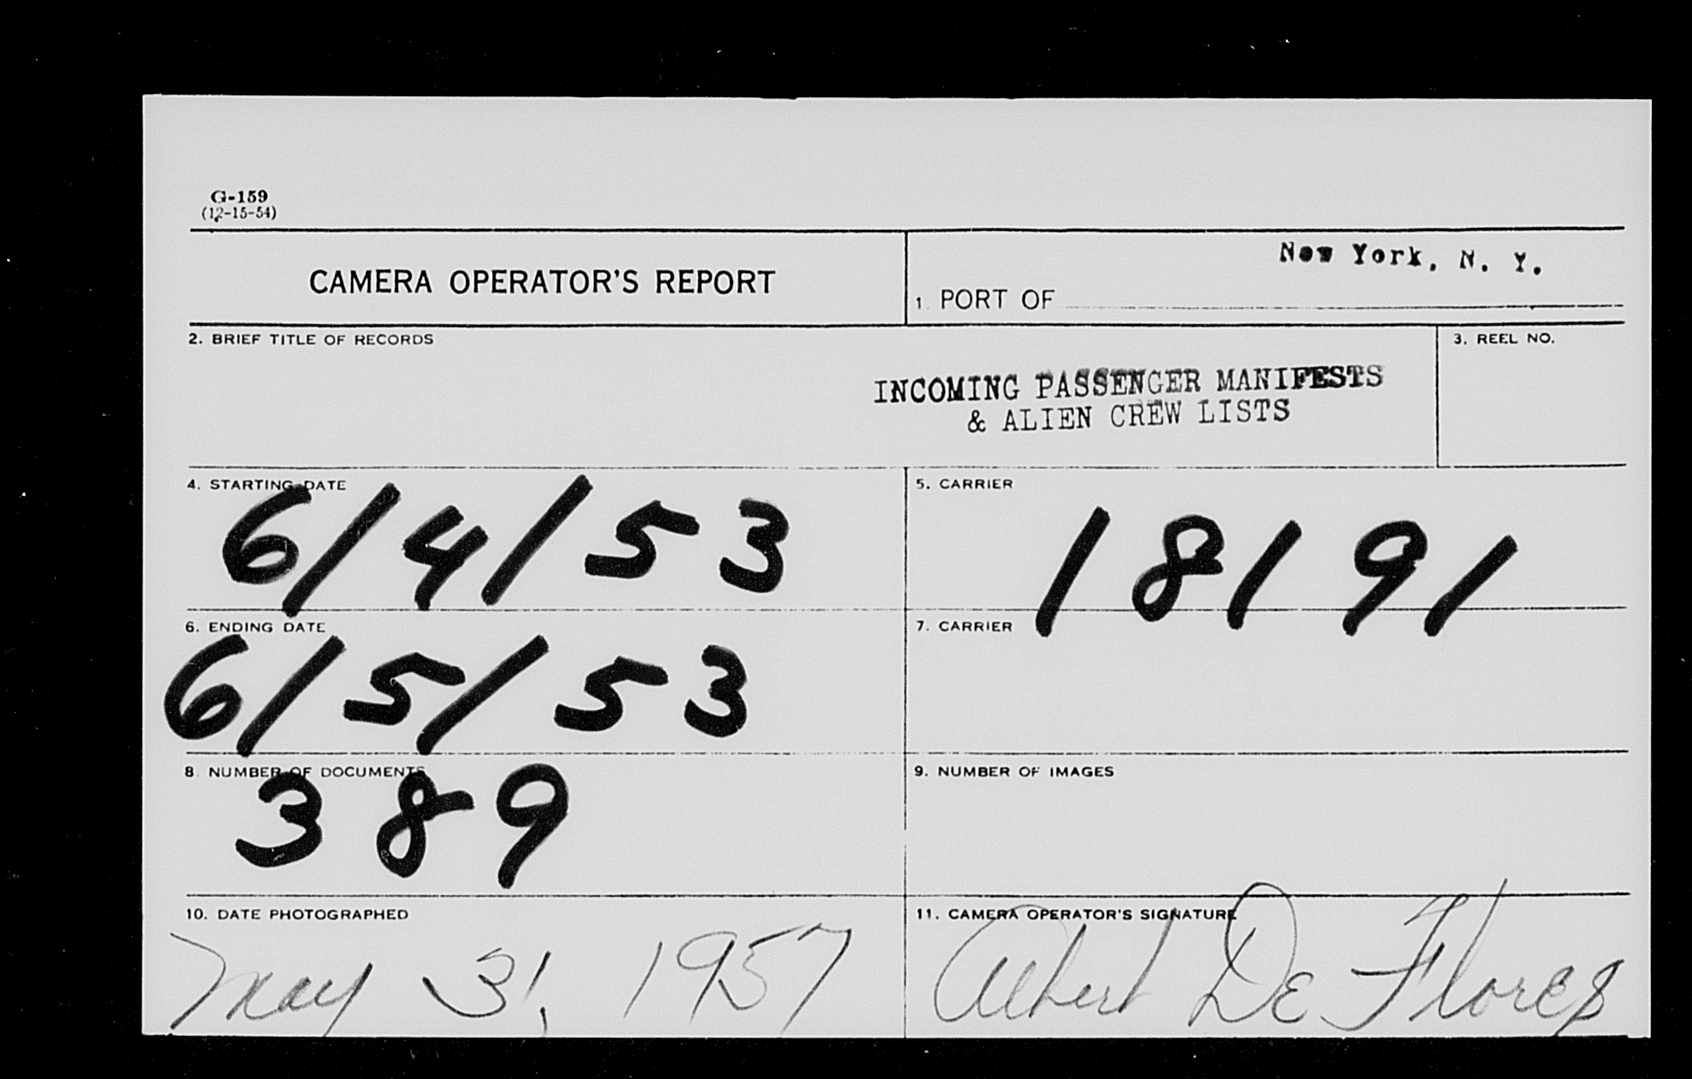 G-159
(12-15-54)
CAMERA OPERATOR'S REPORT
New York, N. Y.
1. PORT OF
2. BRIEF TITLE OF RECORDS
INCOMING PASSENGER MANIFESTS
& ALIEN CREW LISTS
3. REEL NO.
4. STARTING DATE
6/4/53
5. CARRIER
18191
6. ENDING DATE
6/5/53
7. CARRIER
8. NUMBER OF DOCUMENTS
389
9. NUMBER OF IMAGES
10. DATE PHOTOGRAPHED
May 31, 1957
11. CAMERA OPERATOR'S SIGNATURE
Albert De Flores